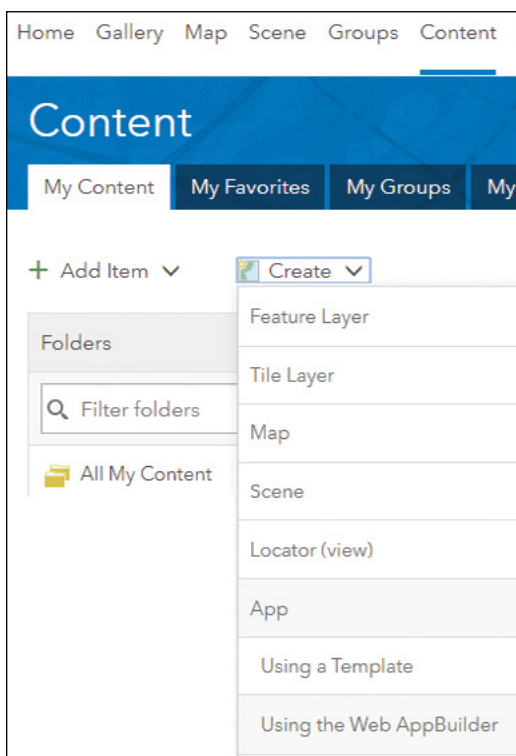 Home Gallery Map Scene Groups Content
Content
My Content My Favorites My Groups My
+ Add Item Create
Folders
Filter folders
All My Content
Feature Layer
Tile Layer
Map
Scene
Locator (view)
App
Using a Template
Using the Web AppBuilder